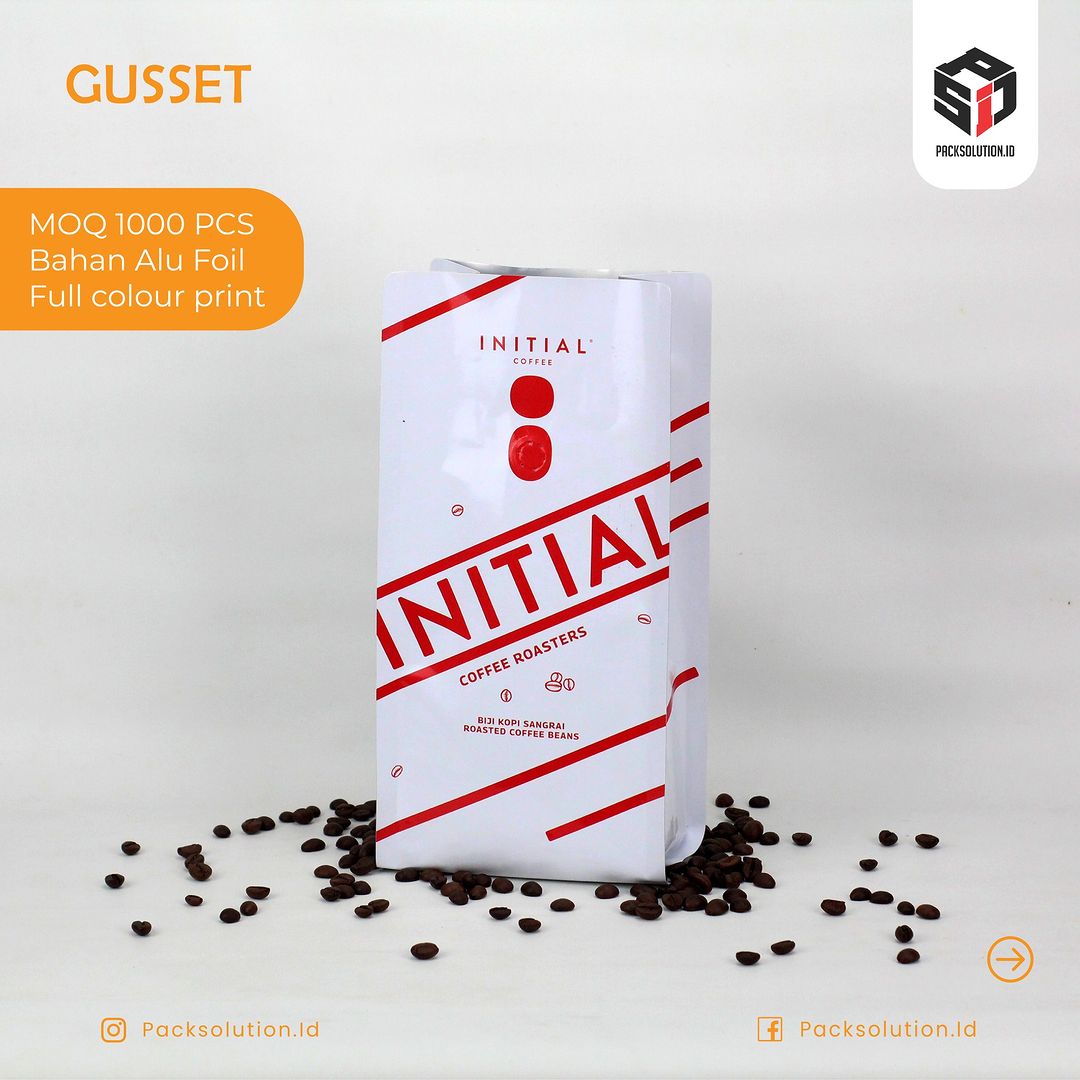 GUSSET
PSID
PACKSOLUTION.ID
MOQ 1000 PCS
Bahan Alu Foil
Full colour print
INITIAL®
COFFEE
INITIAL
COFFEE ROASTERS
BIJI KOPI SANGRAI
ROASTED COFFEE BEANS
Packsolution.Id
Packsolution.Id